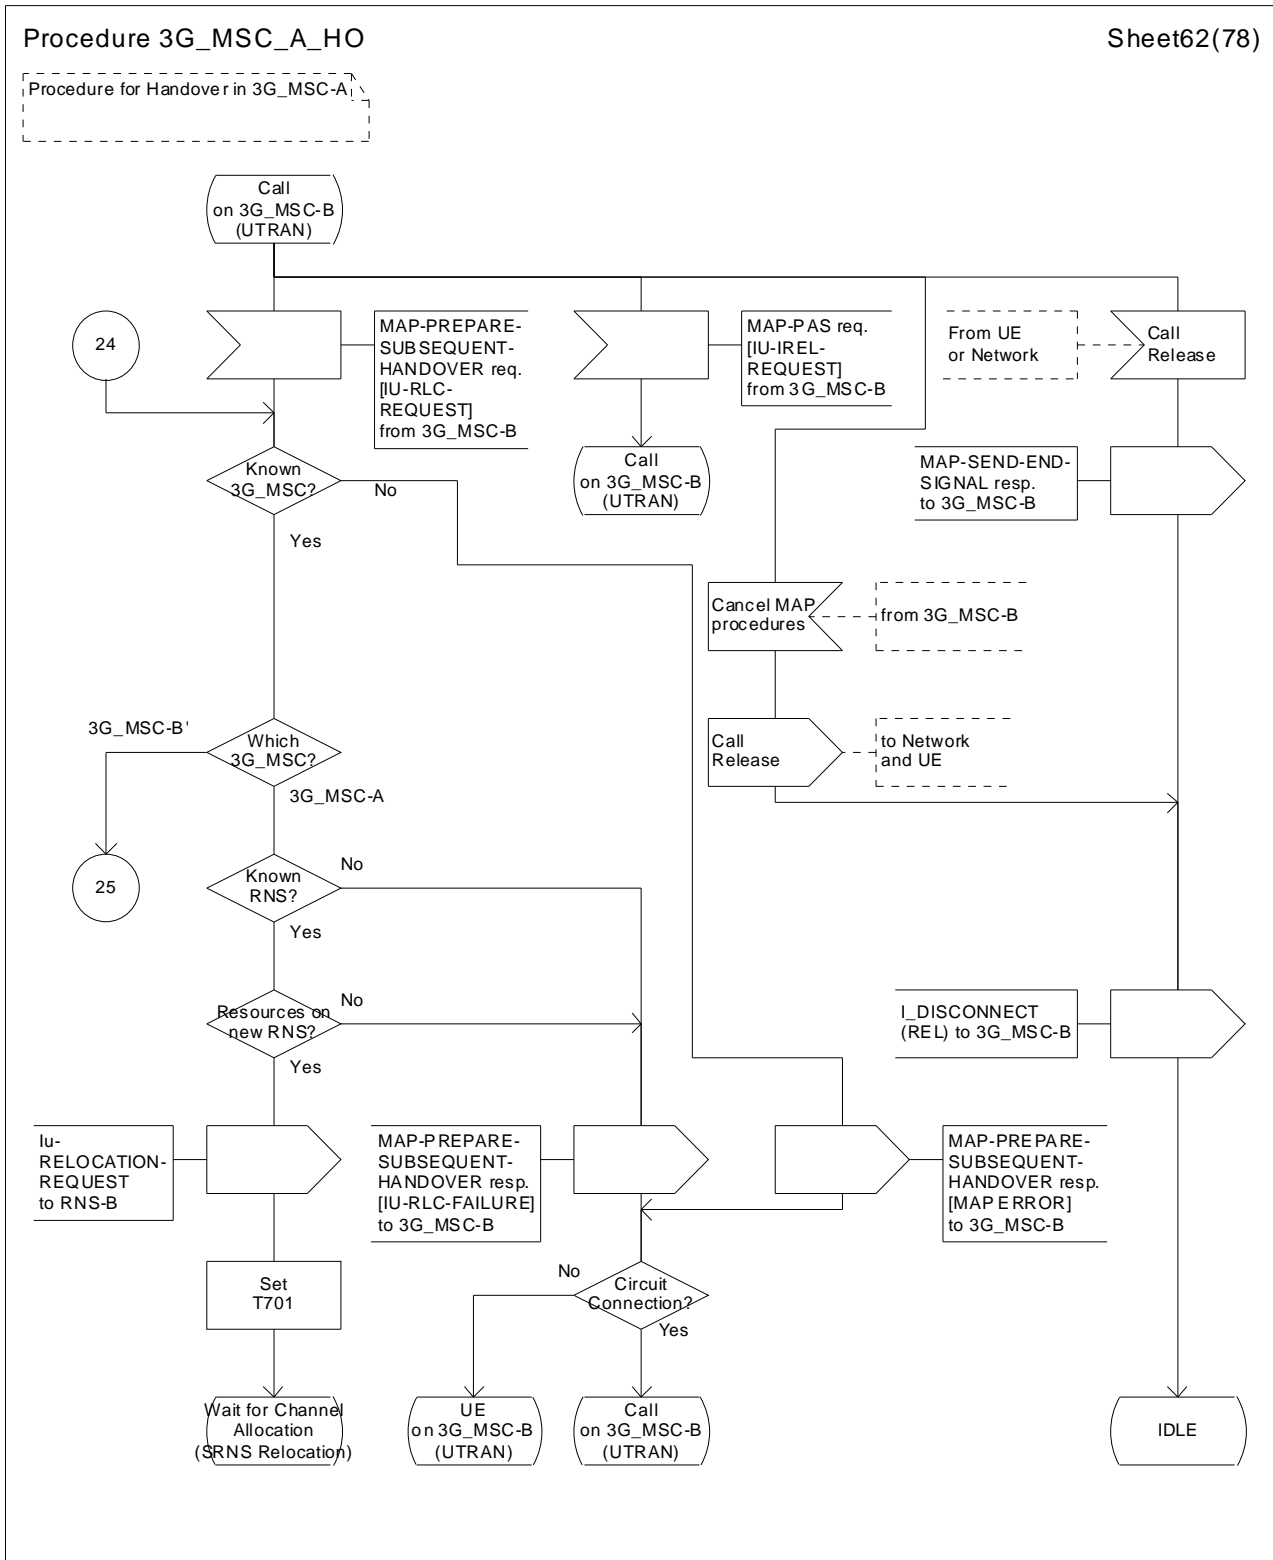 Procedure 3G_MSC_A_HO
Sheet62(78)
Procedure for Handover in 3G_MSC-A
Call
on 3G_MSC-B
(UTRAN)
24
MAP-PREPARE-
SUBSEQUENT-
HANDOVER req.
[IU-RLC-
REQUEST]
from 3G_MSC-B
MAP-PAS req.
[IU-IREL-
REQUEST]
from 3G_MSC-B
From UE
or Network
Call
Release
Known
3G_MSC?
No
Yes
Call
on 3G_MSC-B
(UTRAN)
MAP-SEND-END-
SIGNAL resp.
to 3G_MSC-B
Cancel MAP
procedures
from 3G_MSC-B
3G_MSC-B'
Which
3G_MSC?
3G_MSC-A
Call
Release
to Network
and UE
25
Known
RNS?
No
Yes
Resources on
new RNS?
No
Yes
I_DISCONNECT
(REL) to 3G_MSC-B
Iu-
RELOCATION-
REQUEST
to RNS-B
MAP-PREPARE-
SUBSEQUENT-
HANDOVER resp.
[IU-RLC-FAILURE]
to 3G_MSC-B
MAP-PREPARE-
SUBSEQUENT-
HANDOVER resp.
[MAP ERROR]
to 3G_MSC-B
Set
T701
No
Circuit
Connection?
Yes
Wait for Channel
Allocation
(SRNS Relocation)
UE
on 3G_MSC-B
(UTRAN)
Call
on 3G_MSC-B
(UTRAN)
IDLE